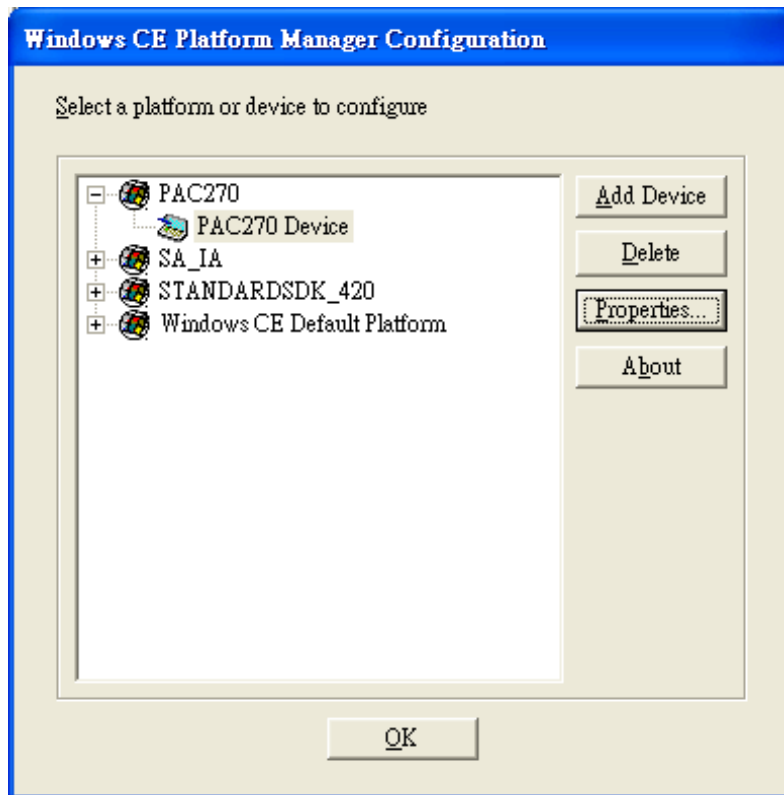 Windows CE Platform Manager Configuration
Select a platform or device to configure
PAC270
PAC270 Device
SA_IA
STANDARDSDK_420
Windows CE Default Platform
Add Device
Delete
Properties...
About
OK